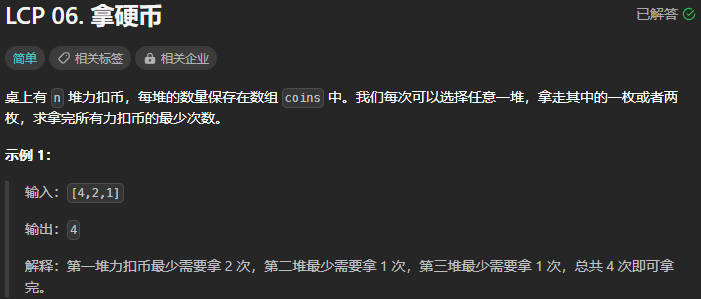 LCP 06. 拿硬币
已解答
简单 相关标签 相关企业
桌上有 n 堆力扣币，每堆的数量保存在数组 coins 中。我们每次可以选择任意一堆，拿走其中的一枚或者两
枚，求拿完所有力扣币的最少次数。
示例 1：
输入：[4,2,1]
输出：4
解释：第一堆力扣币最少需要拿 2 次，第二堆最少需要拿 1 次，第三堆最少需要拿 1 次，总共 4 次即可拿
完。